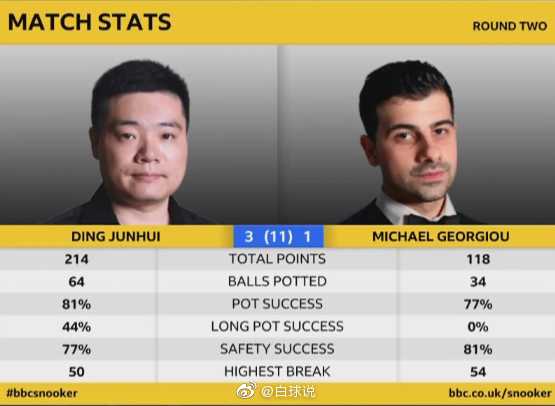 MATCH STATS
ROUND TWO
DING JUNHUI 3 (11) 1 MICHAEL GEORGIOU
214 TOTAL POINTS 118
64 BALLS POTTED 34
81% POT SUCCESS 77%
44% LONG POT SUCCESS 0%
77% SAFETY SUCCESS 81%
50 HIGHEST BREAK 54
#bbcsnooker
@白球说
bbc.co.uk/snooker